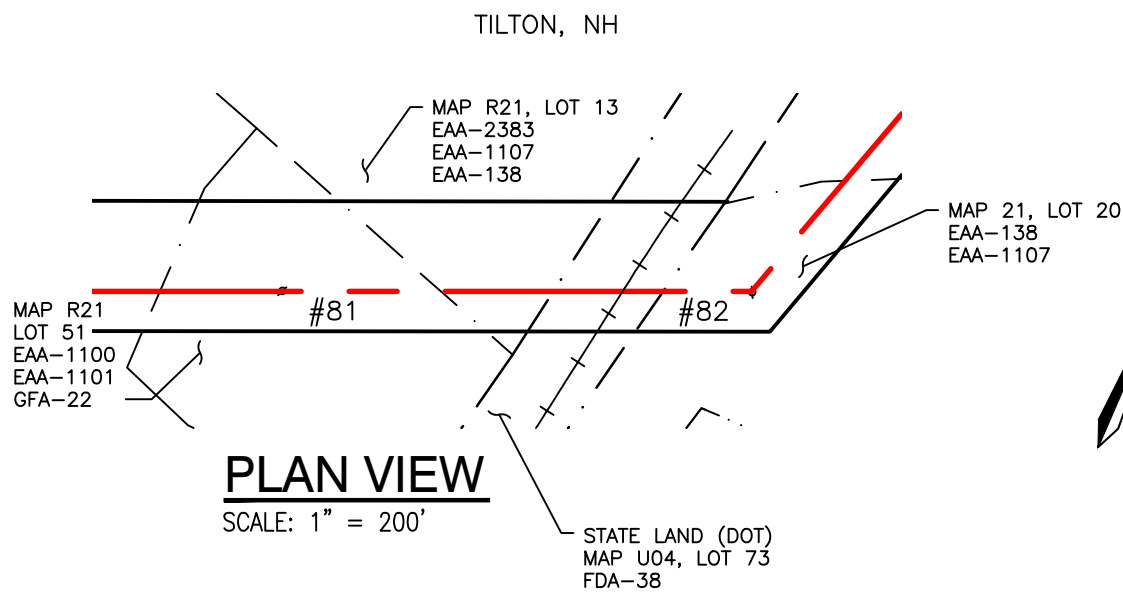 TILTON, NH
MAP R21, LOT 13
EAA-2383
EAA-1107
EAA-138
MAP 21, LOT 20
EAA-138
EAA-1107
#81
#82
MAP R21
LOT 51
EAA-1100
EAA-1101
GFA-22
PLAN VIEW
SCALE: 1" = 200'
STATE LAND (DOT)
MAP U04, LOT 73
FDA-38